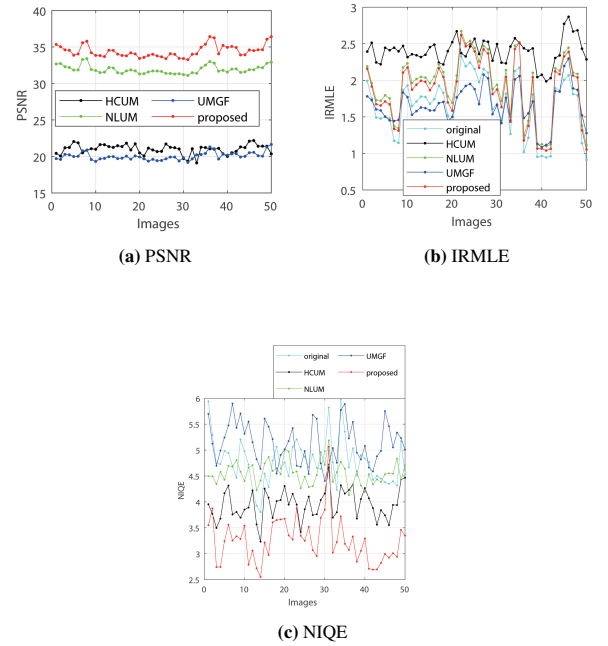 40
35
30
25
20
15
PSNR
HCUM UMGF
NLUM proposed
0 10 20 30 40 50
Images
(a) PSNR
3
2.5
2
1.5
1
0.5
IRMLE
original
HCUM
NLUM
UMGF
proposed
0 10 20 30 40 50
Images
(b) IRMLE
original UMGF
HCUM proposed
NLUM
6
5.5
5
4.5
4
3.5
3
2.5
NIQE
0 10 20 30 40 50
Images
(c) NIQE